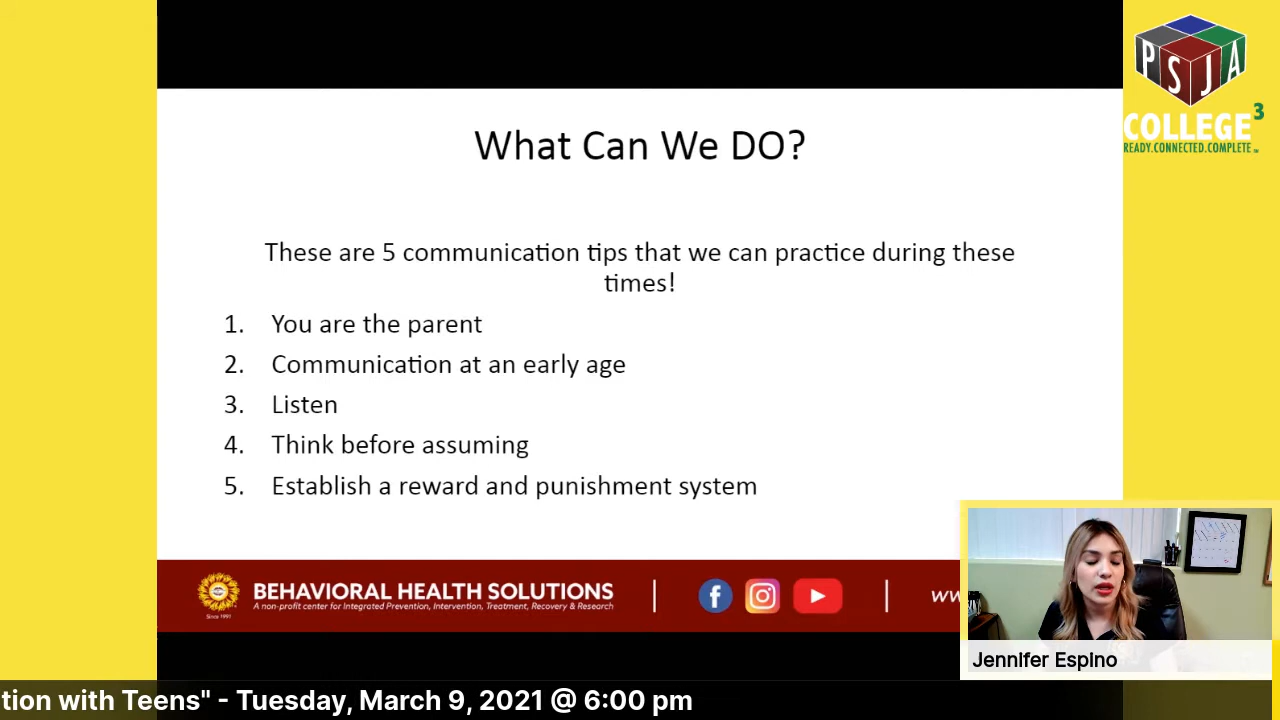 PSJA
COLLEGE³
READY.CONNECTED.COMPLETE
What Can We DO?
These are 5 communication tips that we can practice during these
times!
1. You are the parent
2. Communication at an early age
3. Listen
4. Think before assuming
5. Establish a reward and punishment system
BEHAVIORAL HEALTH SOLUTIONS
A non-profit center for Integrated Prevention, Intervention, Treatment, Recovery & Research
Since 1990
Jennifer Espino
tion with Teens" - Tuesday, March 9, 2021 @ 6:00 pm